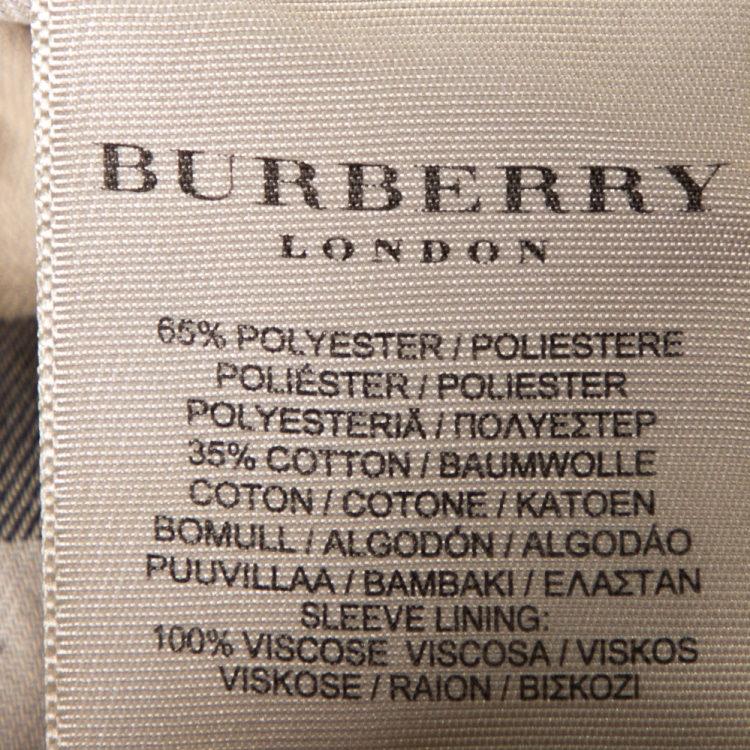 BURBERRY
LONDON
65% POLYESTER / POLIESTERE
POLIÉSTER / POLIESTER
POLYESTERIÄ / ΠΟΛΥΕΣΤΕΡ
35% COTTON / BAUMWOLLE
COTON / COTONE / KATOEN
BOMULL / ALGODÓN / ALGODÁO
PUUVILLAA / BAMBAKI / ΕΛΑΣΤΑΝ
SLEEVE LINING:
100% VISCOSE VISCOSA / VISKOS
VISKOSE / RAION / ΒΙΣΚΟΖΙ